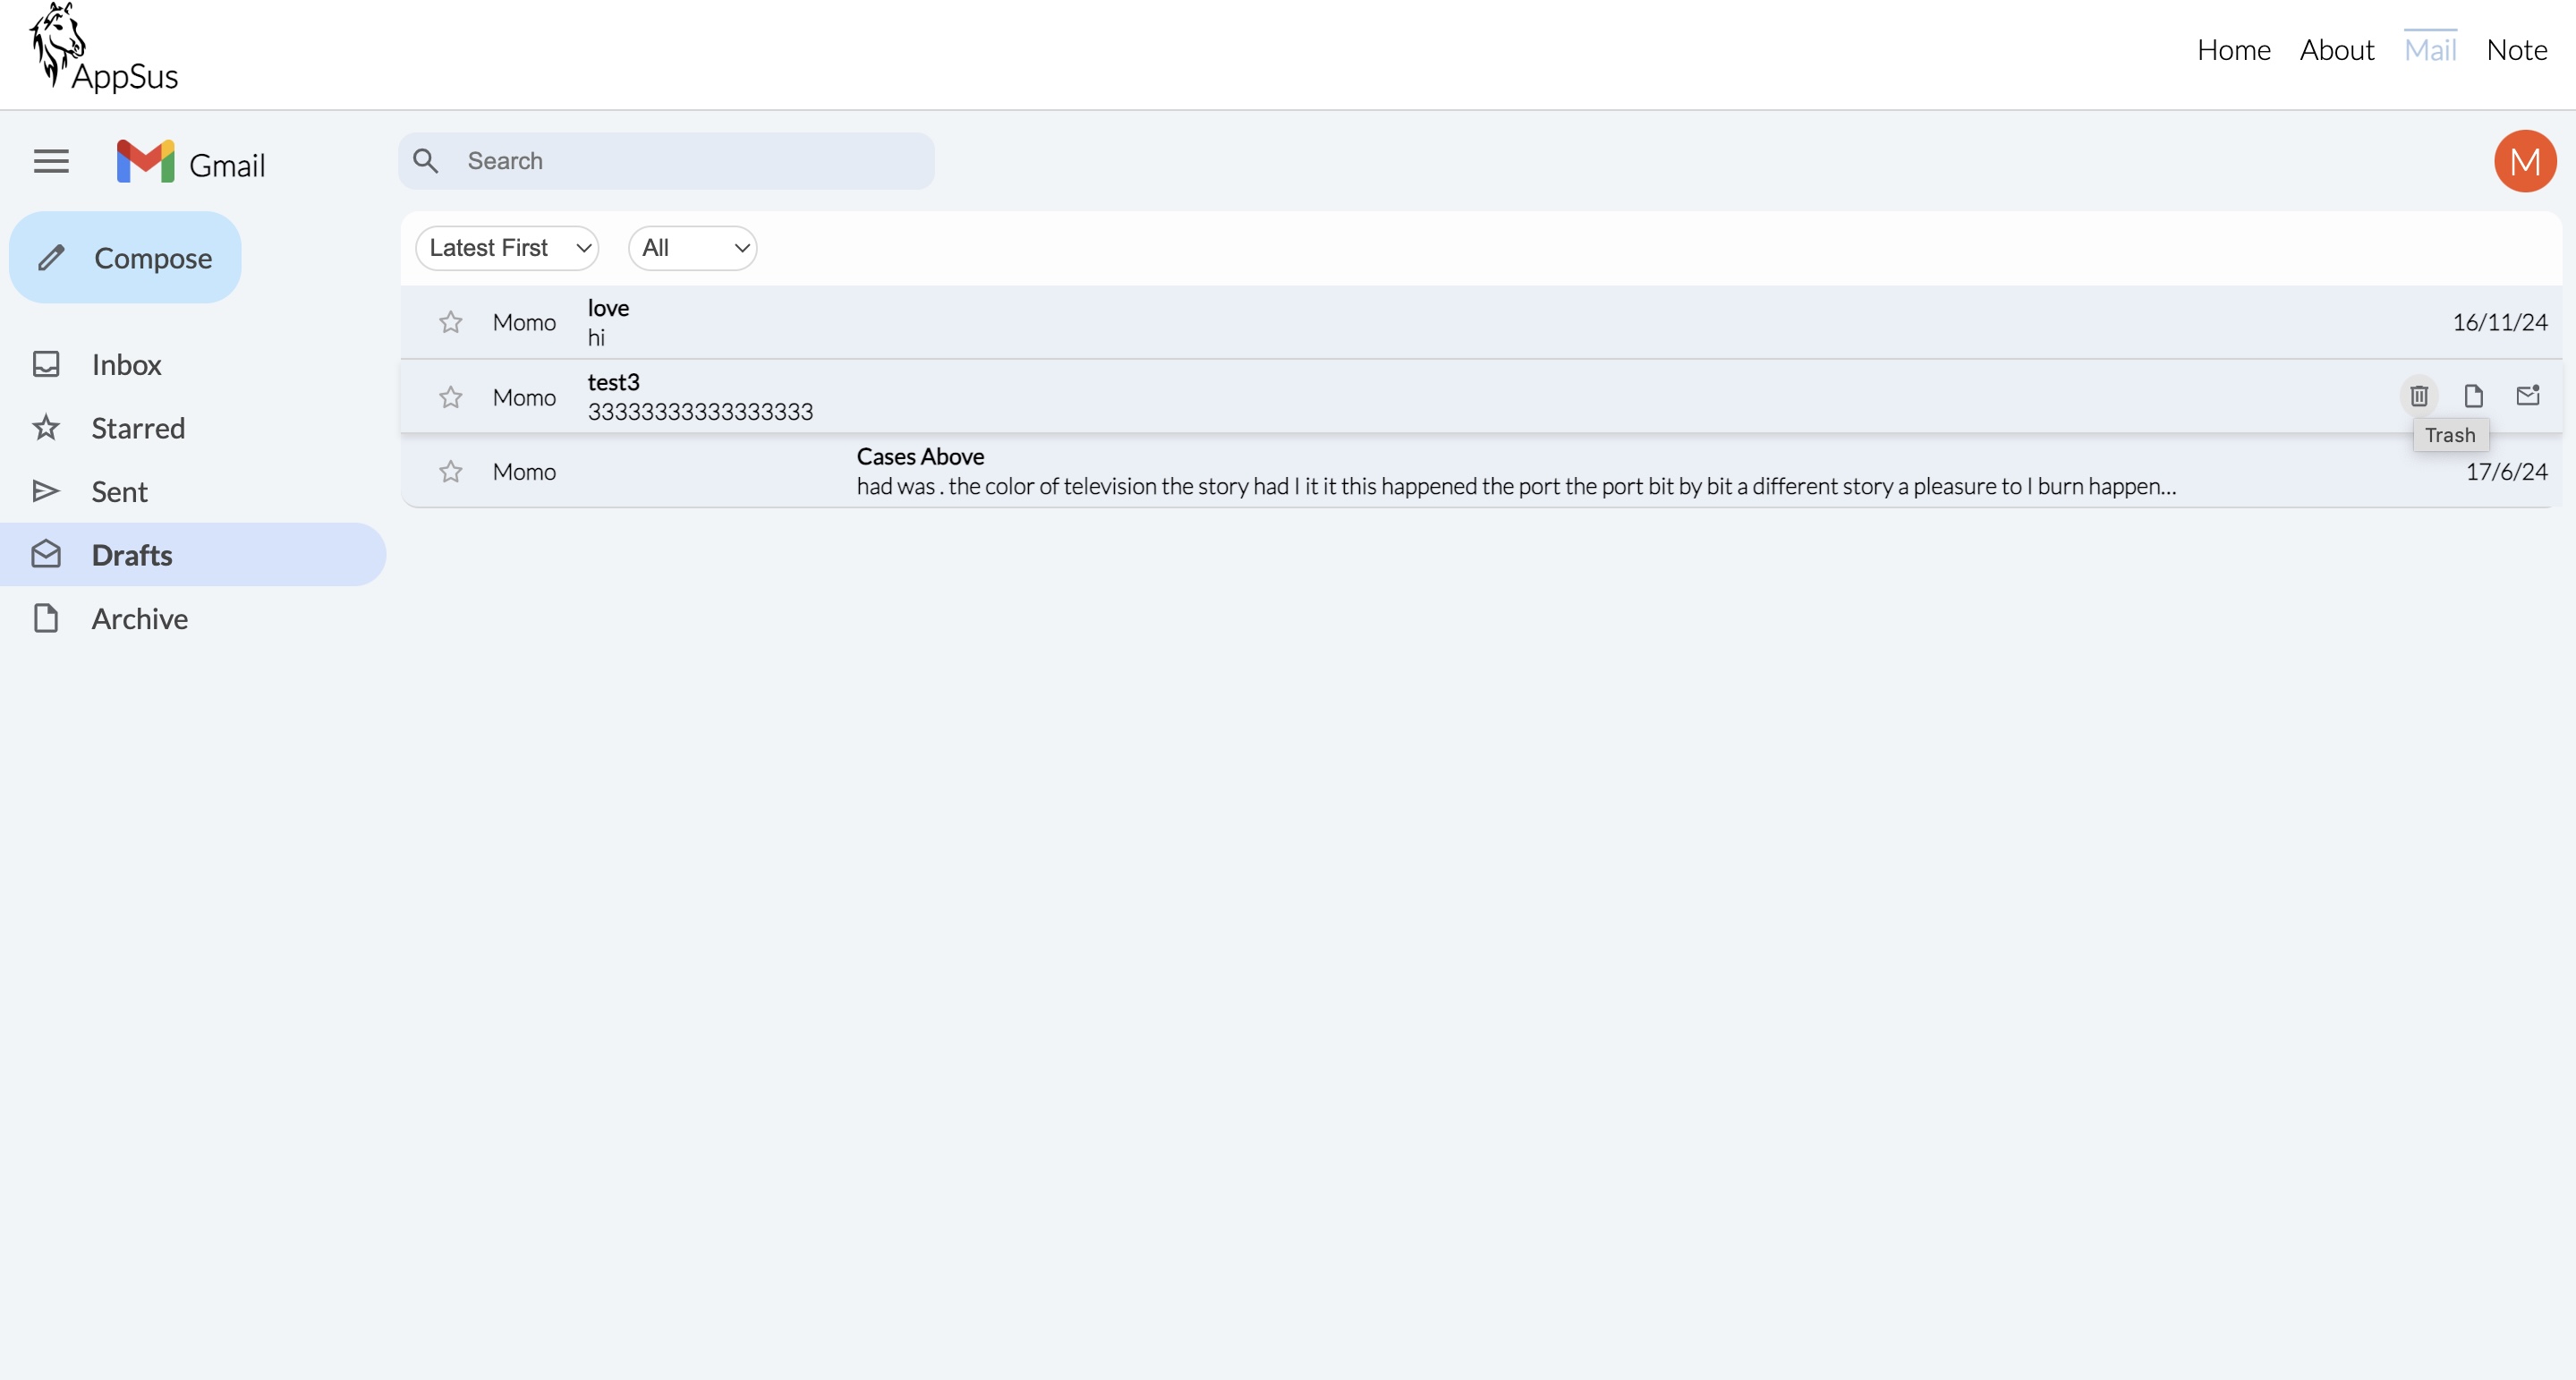 AppSus
Home About Mail Note
Gmail
Search
M
Compose
Latest First All
Inbox
Starred
Sent
Drafts
Archive
Momo love 16/11/24
hi
Momo test3
33333333333333333
Trash
Momo Cases Above 17/6/24
had was . the color of television the story had I it it this happened the port the port bit by bit a different story a pleasure to I burn happen...